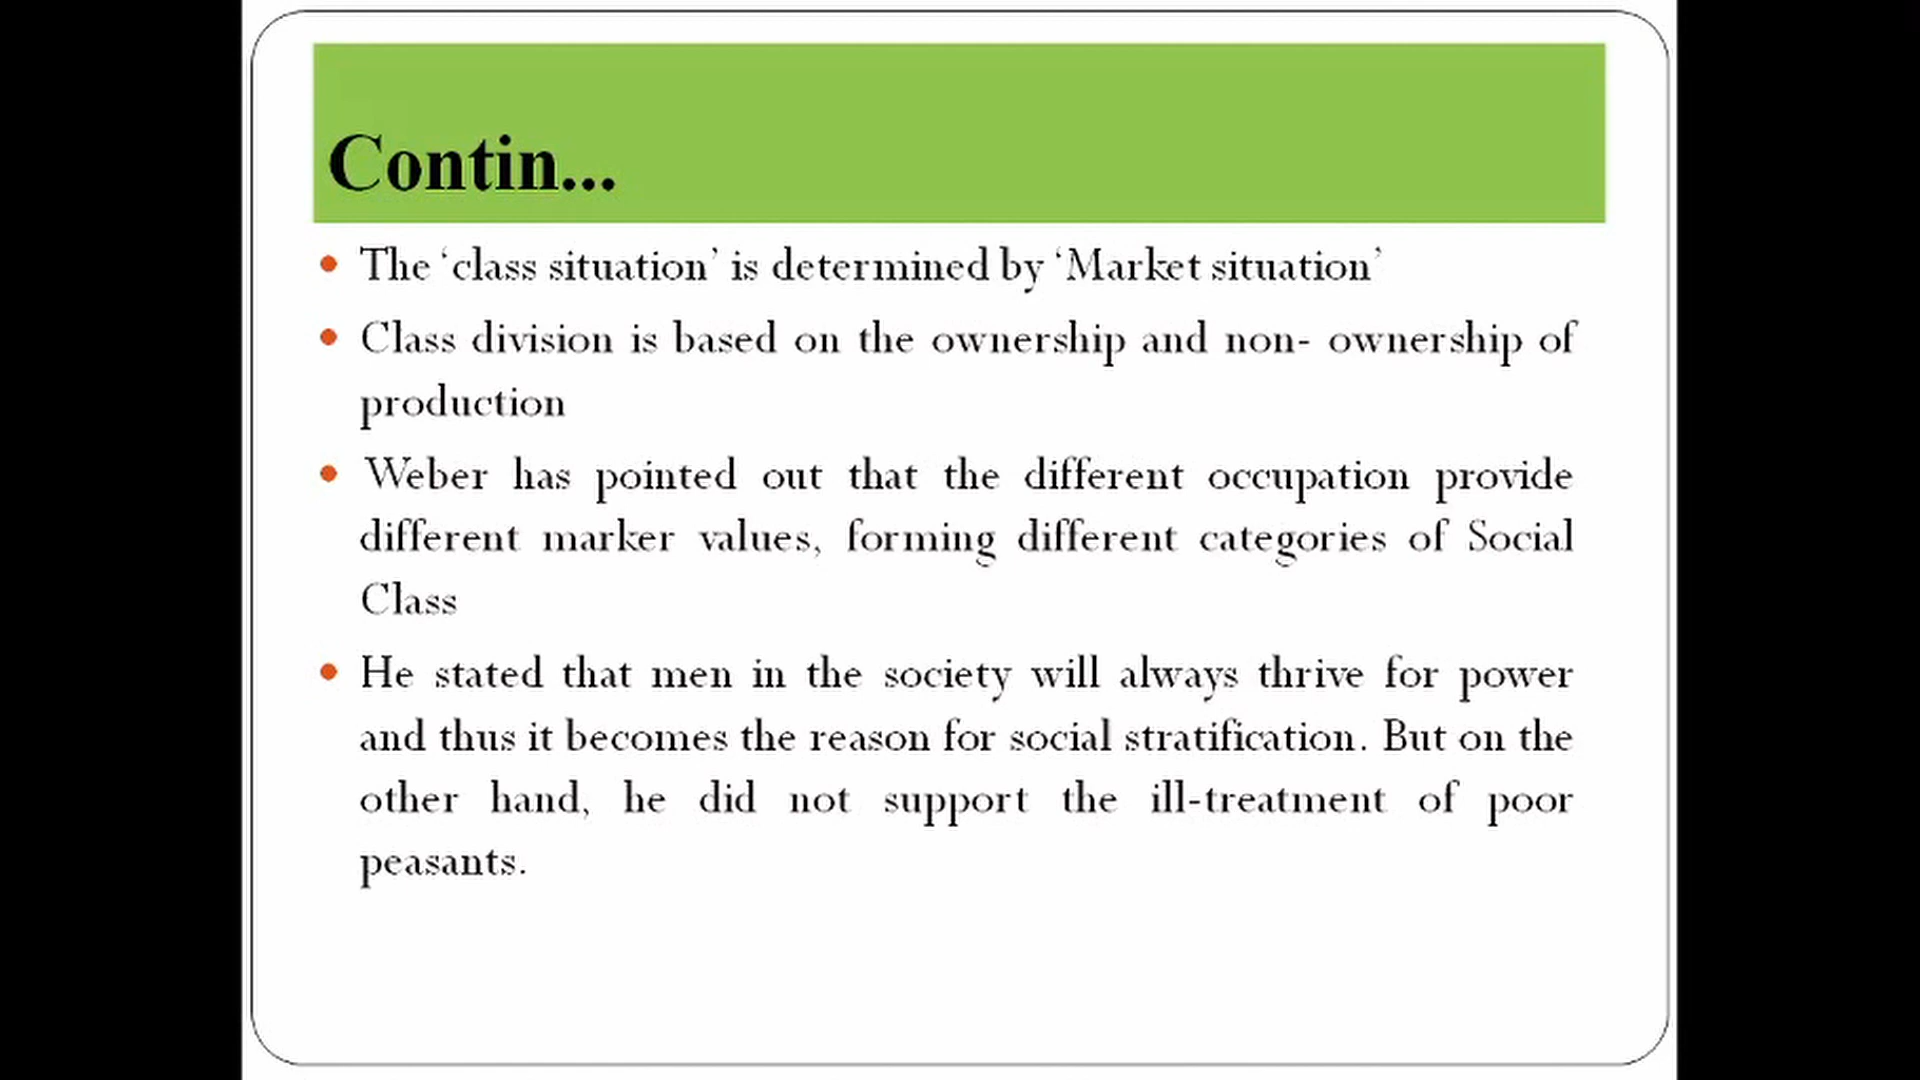 Contin...
• The ‘class situation’ is determined by ‘Market situation’
• Class division is based on the ownership and non- ownership of
production
• Weber has pointed out that the different occupation provide
different marker values, forming different categories of Social
Class
• He stated that men in the society will always thrive for power
and thus it becomes the reason for social stratification. But on the
other hand, he did not support the ill-treatment of poor
peasants.